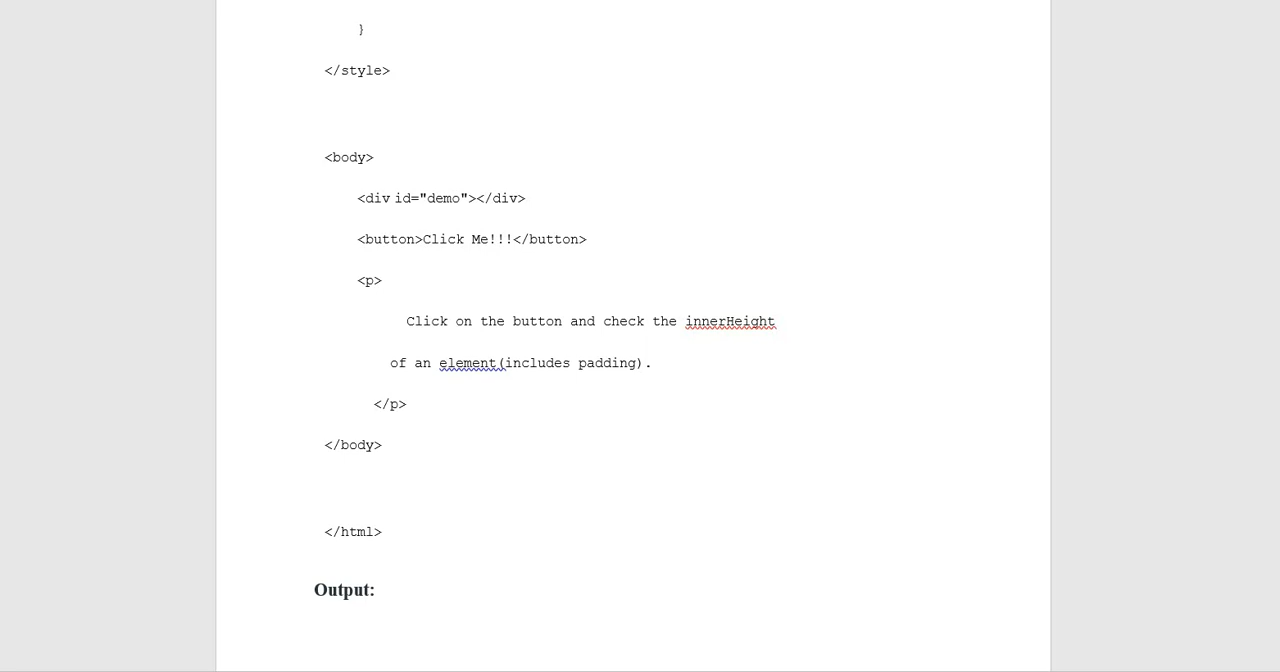 }
</style>
<body>
<div id="demo"></div>
<button>Click Me!!!</button>
<p>
Click on the button and check the innerHeight
of an element(includes padding).
</p>
</body>
</html>
Output: